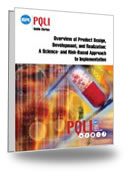 PQLI
Guide Series
Overview of Product Design,
Development, and Realization:
A Science- and Risk-Based Approach
to Implementation
PQLI